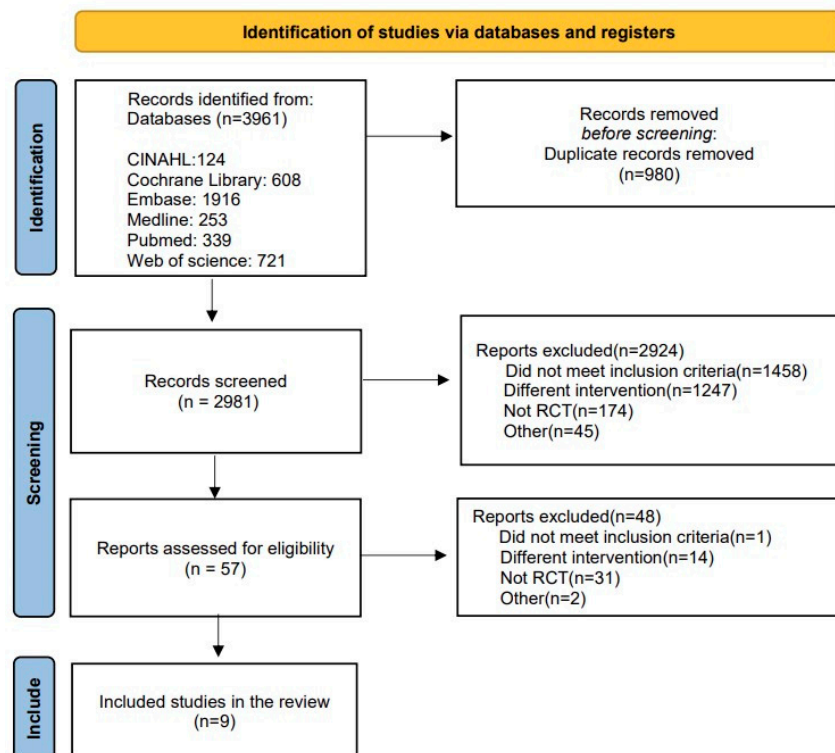 Identification of studies via databases and registers
Identification
Records identified from:
Databases (n=3961)
CINAHL:124
Cochrane Library: 608
Embase: 1916
Medline: 253
Pubmed: 339
Web of science: 721
Records removed
before screening:
Duplicate records removed
(n=980)
Screening
Records screened
(n = 2981)
Reports excluded(n=2924)
Did not meet inclusion criteria(n=1458)
Different intervention(n=1247)
Not RCT(n=174)
Other(n=45)
Reports assessed for eligibility
(n = 57)
Reports excluded(n=48)
Did not meet inclusion criteria(n=1)
Different intervention(n=14)
Not RCT(n=31)
Other(n=2)
Include
Included studies in the review
(n=9)